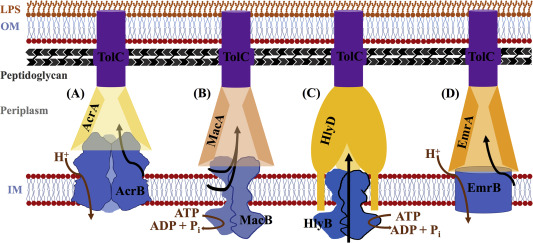 LPS
OM
TolC
TolC
TolC
TolC
Peptidoglycan
(A)
(B)
(C)
(D)
Periplasm
AcrA
MacA
HlyD
EmrA
H+
H+
IM
AcrB
MacB
HlyB
EmrB
ATP
ADP + Pi
ATP
ADP + Pi